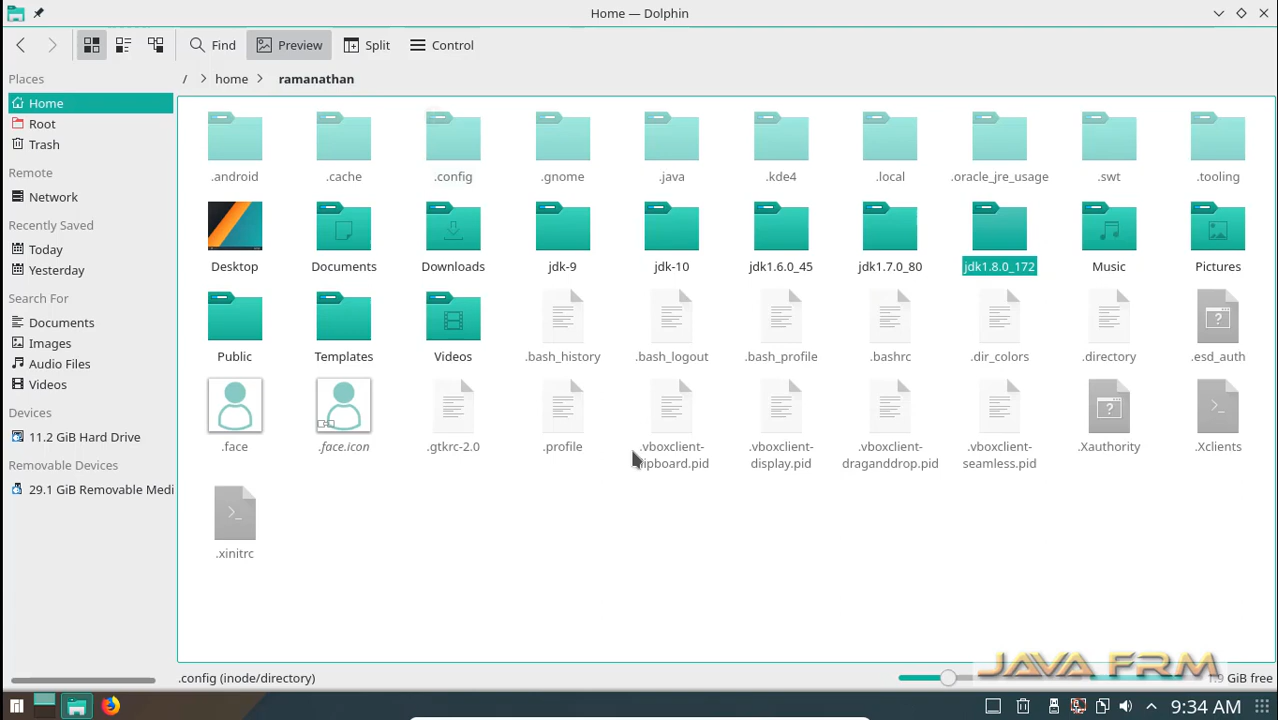 Home — Dolphin
Find
Preview
Split
Control
Places
/ > home > ramanathan
Home
Root
Trash
Remote
Network
Recently Saved
Today
Yesterday
Search For
Documents
Images
Audio Files
Videos
Devices
11.2 GiB Hard Drive
Removable Devices
29.1 GiB Removable Medi
.android
.cache
.config
.gnome
.java
.kde4
.local
.oracle_jre_usage
.swt
.tooling
Desktop
Documents
Downloads
jdk-9
jdk-10
jdk1.6.0_45
jdk1.7.0_80
jdk1.8.0_172
Music
Pictures
Public
Templates
Videos
.bash_history
.bash_logout
.bash_profile
.bashrc
.dir_colors
.directory
.esd_auth
.face
.face.icon
.gtkrc-2.0
.profile
.vboxclient-
lipboard.pid
.vboxclient-
display.pid
.vboxclient-
draganddrop.pid
.vboxclient-
seamless.pid
.Xauthority
.Xclients
.xinitrc
.config (inode/directory)
JAVA FRM
GiB free
9:34 AM